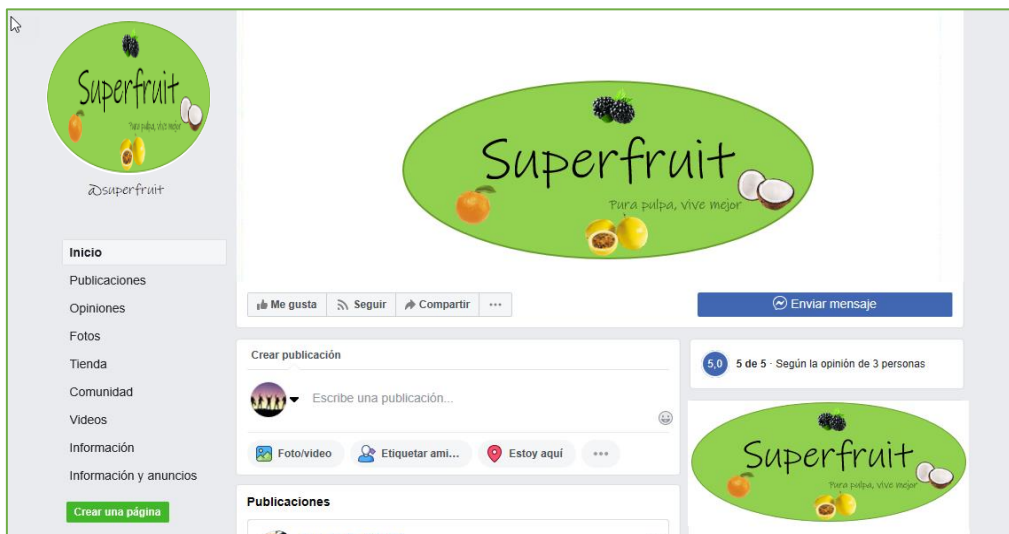 Superfruit
Pura pulpa, vive mejor
@superfruit
Inicio
Publicaciones
Opiniones
Fotos
Tienda
Comunidad
Videos
Información
Información y anuncios
Crear una página
Superfruit
Pura pulpa, vive mejor
Me gusta Seguir Compartir ...
Enviar mensaje
Crear publicación
Escribe una publicación...
Foto/video Etiquetar ami... Estoy aquí ...
Publicaciones
5,0 5 de 5 · Según la opinión de 3 personas
Superfruit
Pura pulpa, vive mejor